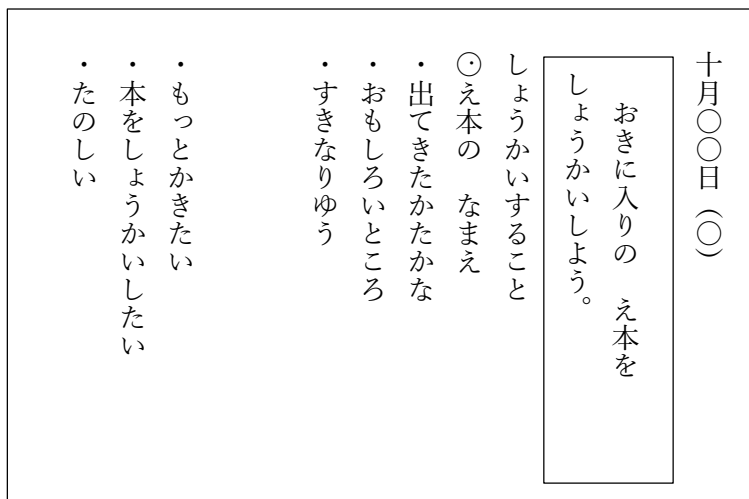 十月〇〇日（〇）
おきに入りの　え本を
しょうかいしよう。
しょうかいすること
☉え本の　なまえ
・出てきたかたかな
・おもしろいところ
・すきなりゆう
・もっとかきたい
・本をしょうかいしたい
・たのしい